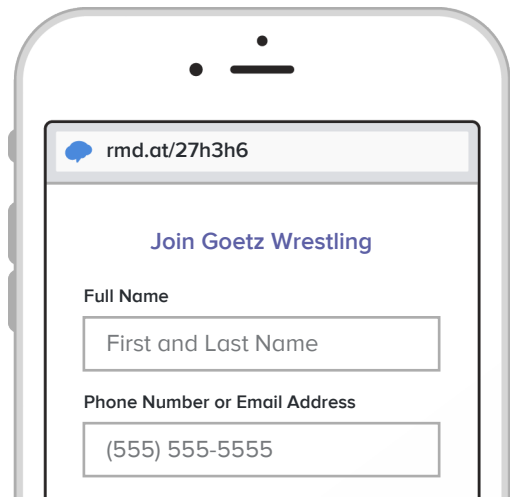 rmd.at/27h3h6
Join Goetz Wrestling
Full Name
First and Last Name
Phone Number or Email Address
(555) 555-5555